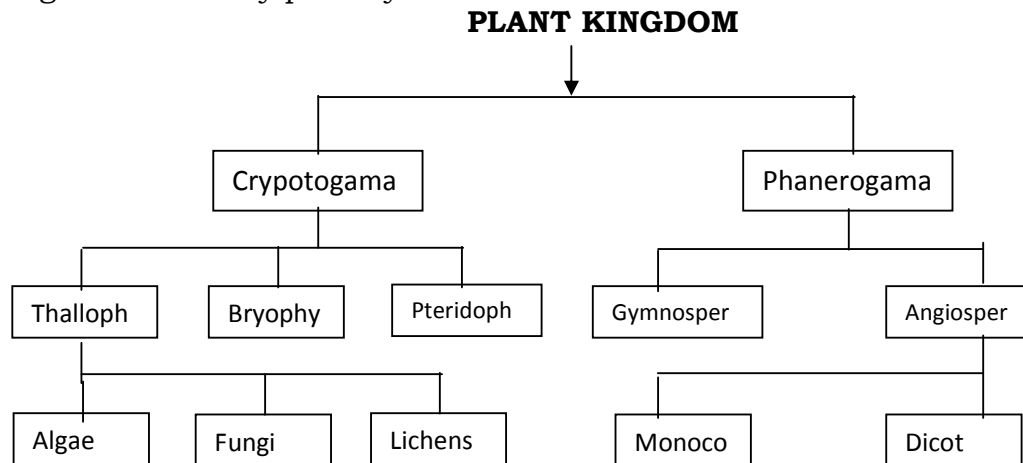 PLANT KINGDOM
Crypotogama
Phanerogama
Thalloph
Bryophy
Pteridoph
Gymnosper
Angiosper
Algae
Fungi
Lichens
Monoco
Dicot